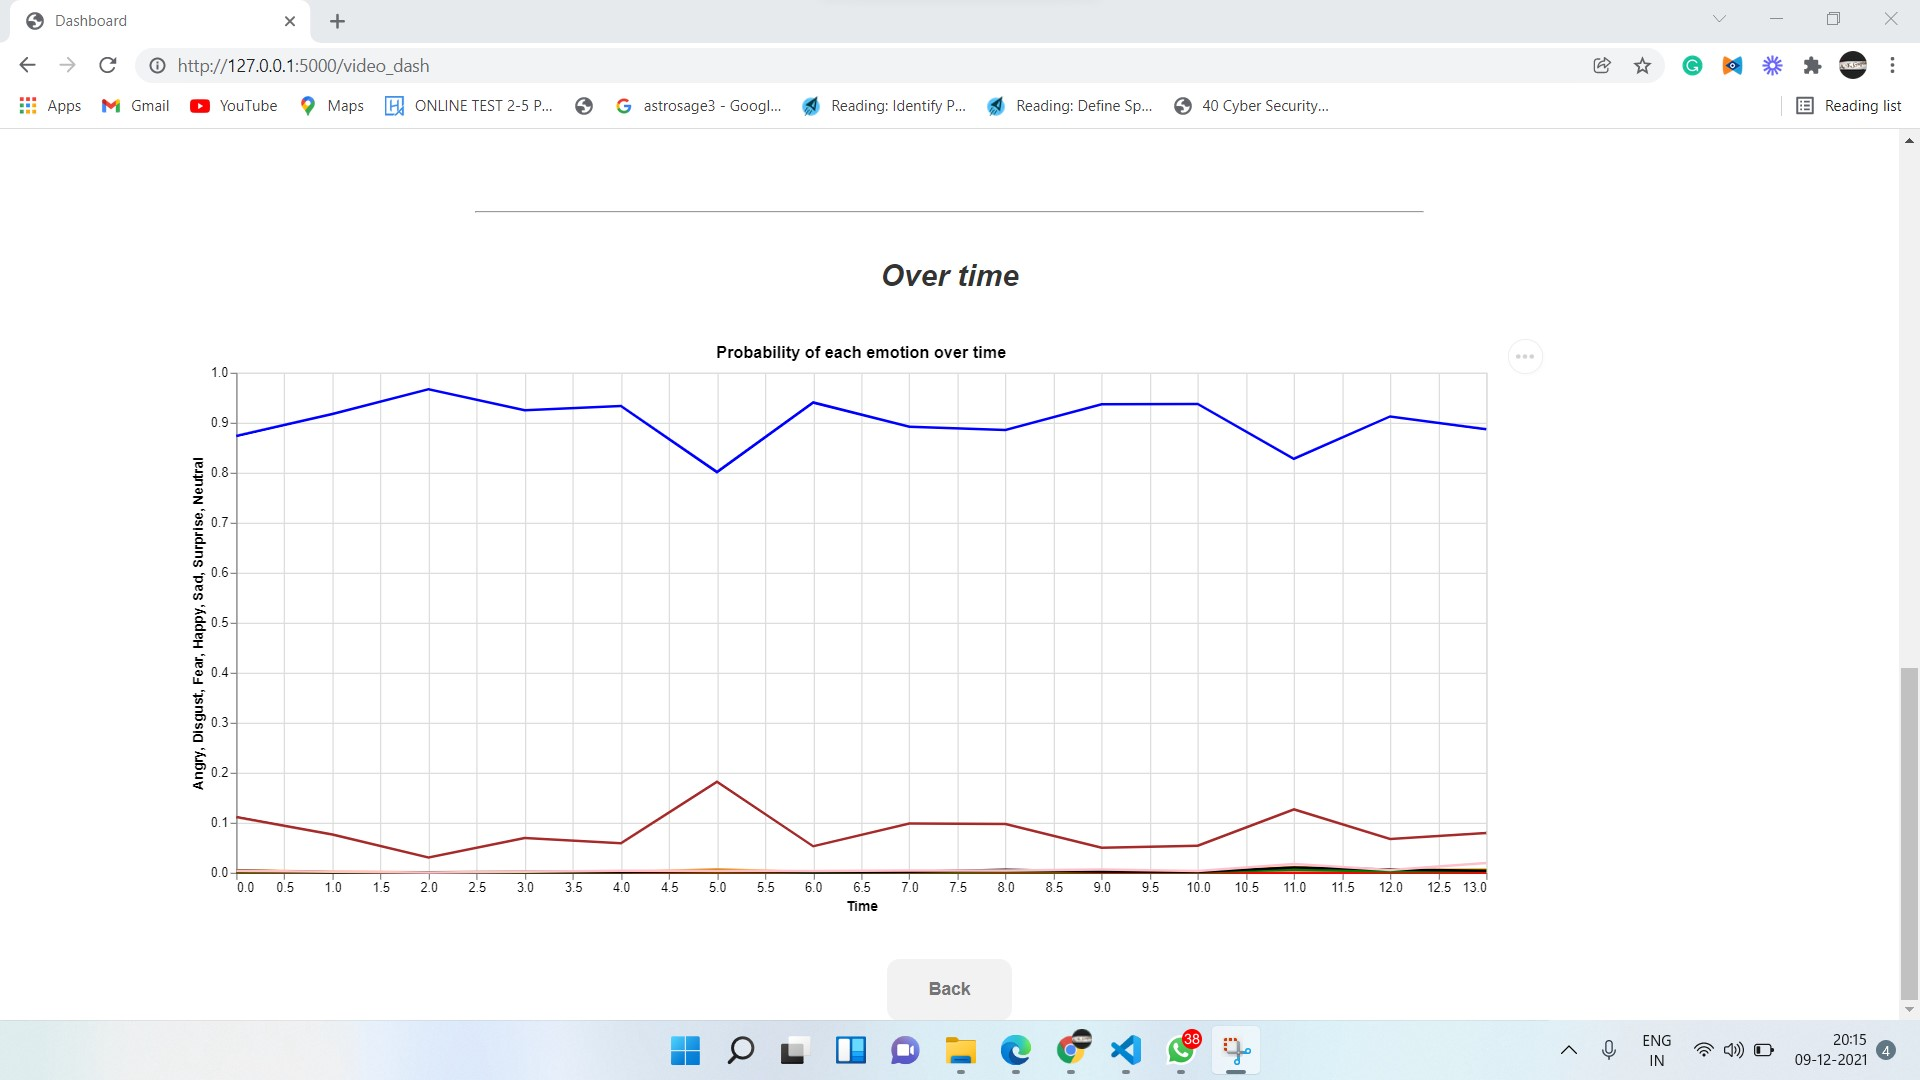 Dashboard
http://127.0.0.1:5000/video_dash
Apps Gmail YouTube Maps ONLINE TEST 2-5 P... astrosage3 - Googl... Reading: Identify P... Reading: Define Sp... 40 Cyber Security... Reading list
Over time
Probability of each emotion over time
1.0
0.9
0.8
0.7
0.6
0.5
0.4
0.3
0.2
0.1
0.0
Angry, Disgust, Fear, Happy, Sad, Surprise, Neutral
0.0 0.5 1.0 1.5 2.0 2.5 3.0 3.5 4.0 4.5 5.0 5.5 6.0 6.5 7.0 7.5 8.0 8.5 9.0 9.5 10.0 10.5 11.0 11.5 12.0 12.5 13.0
Time
Back
38
ENG
IN
20:15
09-12-2021
4